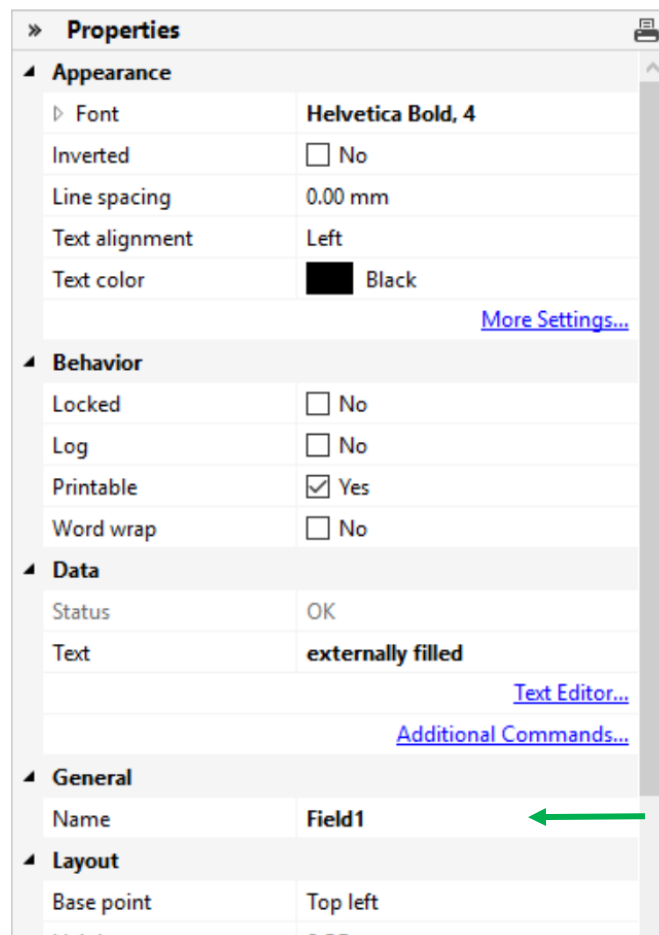 » Properties
Appearance
Font Helvetica Bold, 4
Inverted No
Line spacing 0.00 mm
Text alignment Left
Text color Black
More Settings...
Behavior
Locked No
Log No
Printable Yes
Word wrap No
Data
Status OK
Text externally filled
Text Editor...
Additional Commands...
General
Name Field1
Layout
Base point Top left